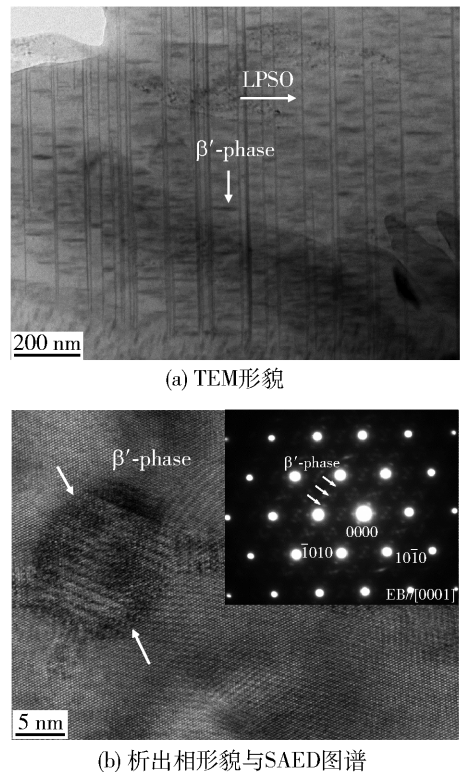 LPSO
β′-phase
200 nm
(a) TEM形貌
β′-phase
β′-phase
0000
1̄010
101̄0
EB//[0001]
5 nm
(b) 析出相形貌与SAED图谱